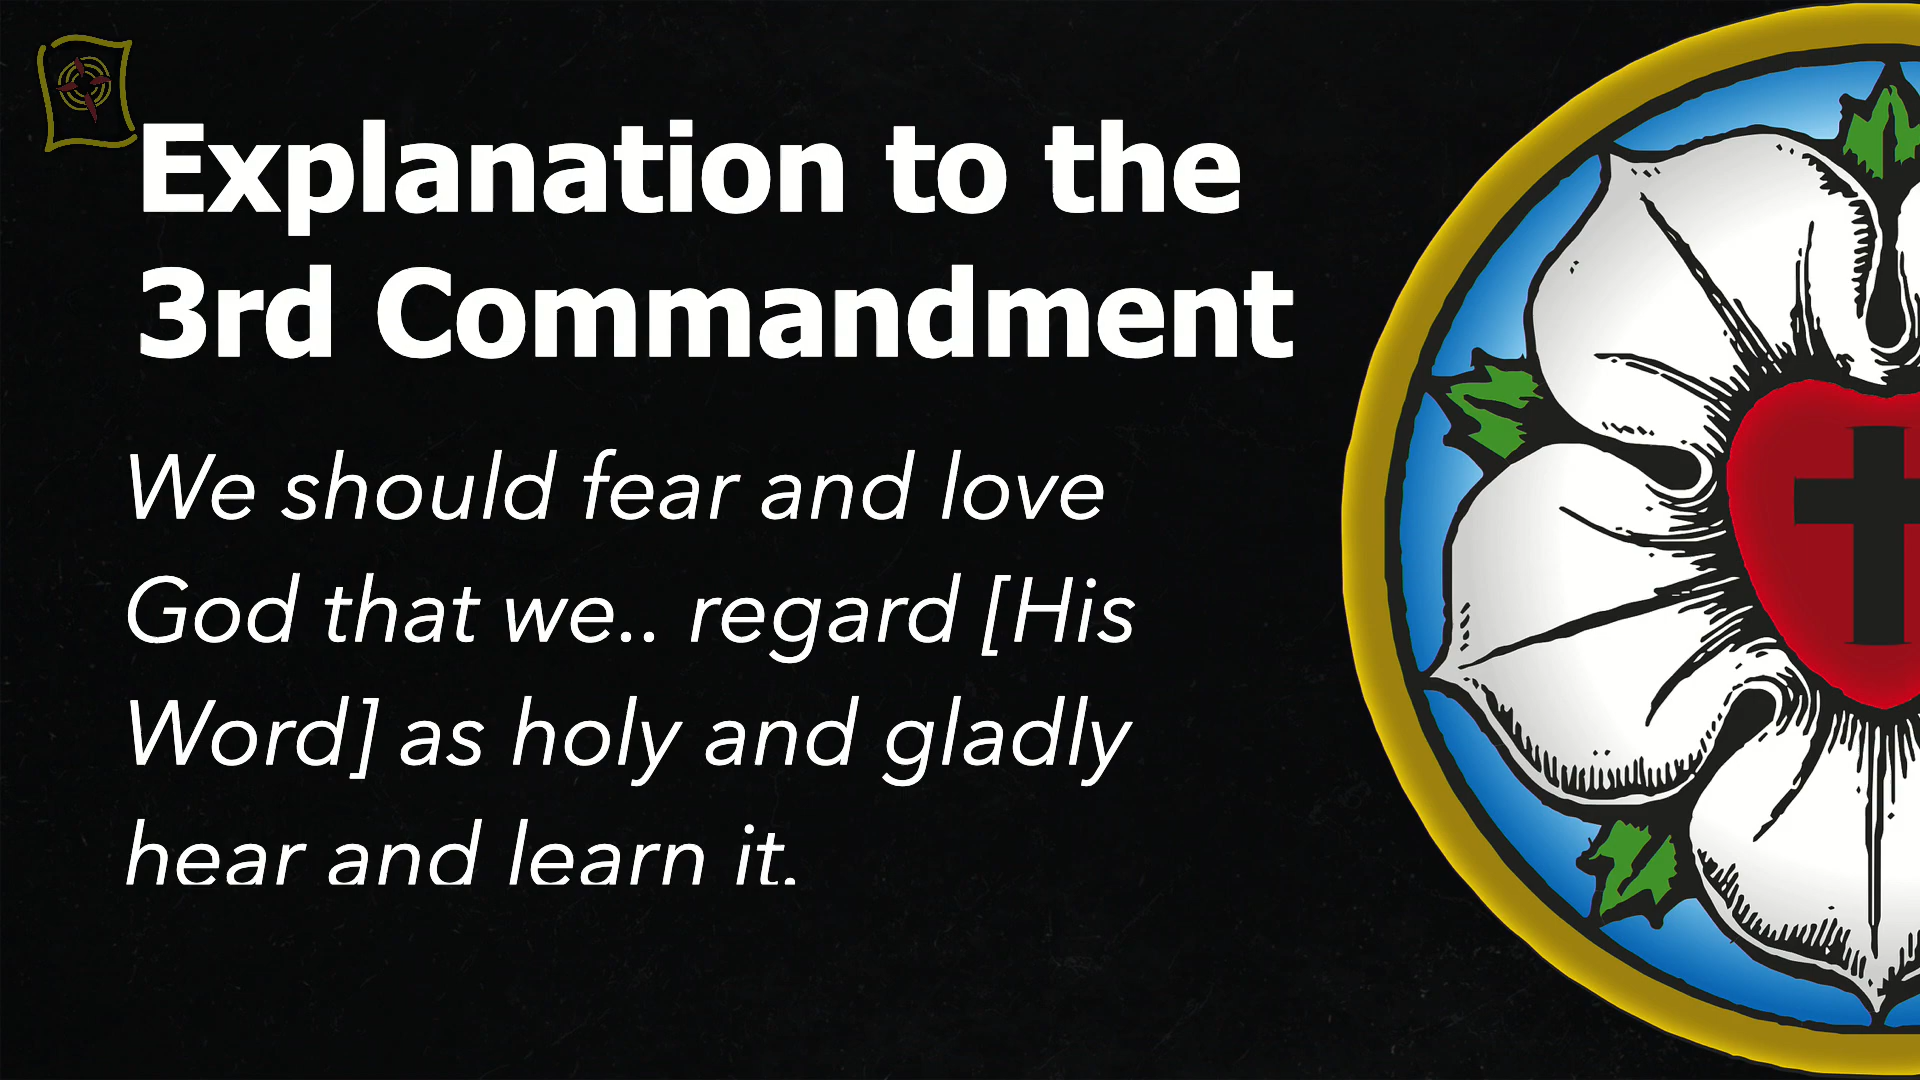 Explanation to the
3rd Commandment
We should fear and love
God that we.. regard [His
Word] as holy and gladly
hear and learn it.